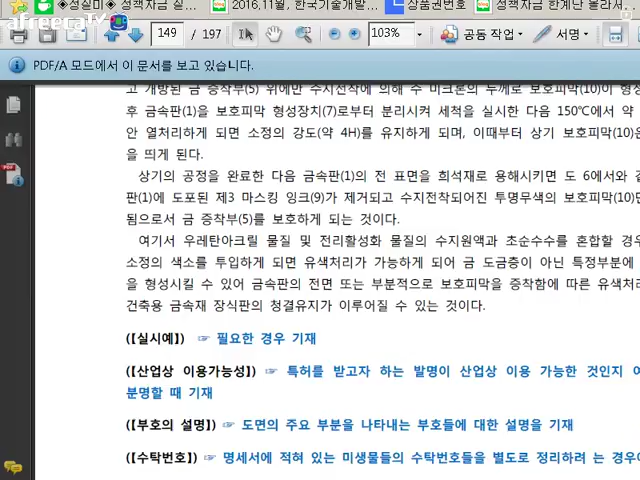 ◈정실미◈ 정책자금 실...
2016,11월, 한국기술개발...
상품권번호
정책자금 한계난 몰라서...
afreecaTV
149 / 197
103%
공동 작업
서명
PDF/A 모드에서 이 문서를 보고 있습니다.
고 개방된 금 증착부(5) 위에만 수지전착에 의해 수 미크론의 두께로 보호피막(10)이 형성
후 금속판(1)을 보호피막 형성장치(7)로부터 분리시켜 세척을 실시한 다음 150℃에서 약
안 열처리하게 되면 소정의 강도(약 4H)를 유지하게 되며, 이때부터 상기 보호피막(10)은
을 띄게 된다.
상기의 공정을 완료한 다음 금속판(1)의 전 표면을 희석재로 용해시키면 도 6에서와 같
판(1)에 도포된 제3 마스킹 잉크(9)가 제거되고 수지전착되어진 투명무색의 보호피막(10)만
됨으로서 금 증착부(5)를 보호하게 되는 것이다.
여기서 우레탄아크릴 물질 및 전리활성화 물질의 수지원액과 초순수수를 혼합할 경우
소정의 색소를 투입하게 되면 유색처리가 가능하게 되어 금 도금층이 아닌 특정부분에
을 형성시킬 수 있어 금속판의 전면 또는 부분적으로 보호피막을 증착함에 따른 유색처리
건축용 금속재 장식판의 청결유지가 이루어질 수 있는 것이다.
(【실시예】) ☞ 필요한 경우 기재
(【산업상 이용가능성】) ☞ 특허를 받고자 하는 발명이 산업상 이용 가능한 것인지 여
분명할 때 기재
(【부호의 설명】) ☞ 도면의 주요 부분을 나타내는 부호들에 대한 설명을 기재
(【수탁번호】) ☞ 명세서에 적혀 있는 미생물들의 수탁번호들을 별도로 정리하려 는 경우에